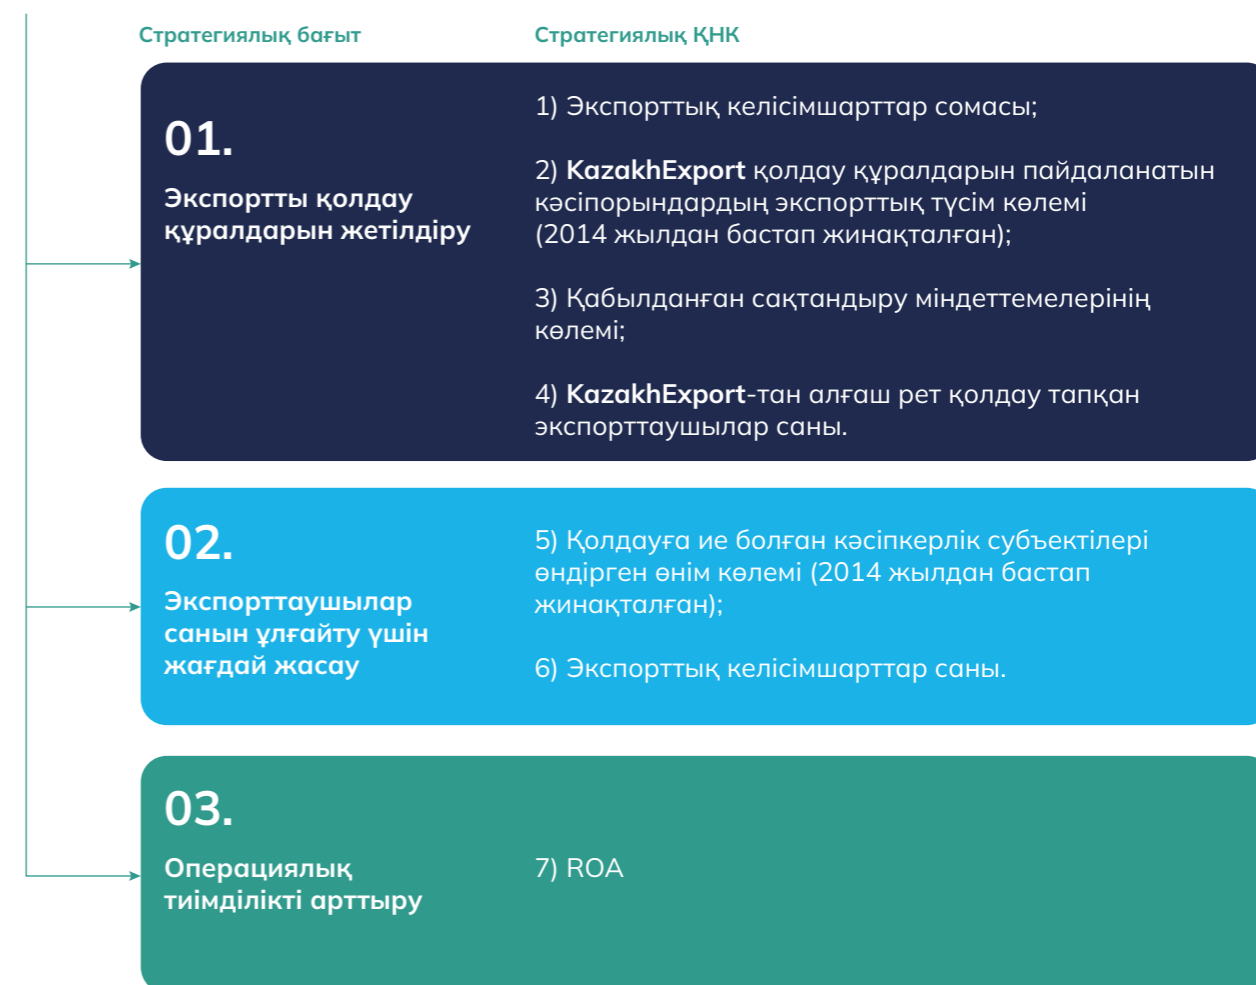 Стратегиялық бағыт
Стратегиялық ҚНК
01.
Экспортты қолдау
құралдарын жетілдіру
1) Экспорттық келісімшарттар сомасы;
2) KazakhExport қолдау құралдарын пайдаланатын
кәсіпорындардың экспорттық түсім көлемі
(2014 жылдан бастап жинақталған);
3) Қабылданған сақтандыру міндеттемелерінің
көлемі;
4) KazakhExport-тан алғаш рет қолдау тапқан
экспорттаушылар саны.
02.
Экспорттаушылар
санын ұлғайту үшін
жағдай жасау
5) Қолдауға ие болған кәсіпкерлік субъектілері
өндірген өнім көлемі (2014 жылдан бастап
жинақталған);
6) Экспорттық келісімшарттар саны.
03.
Операциялық
тиімділікті арттыру
7) ROA